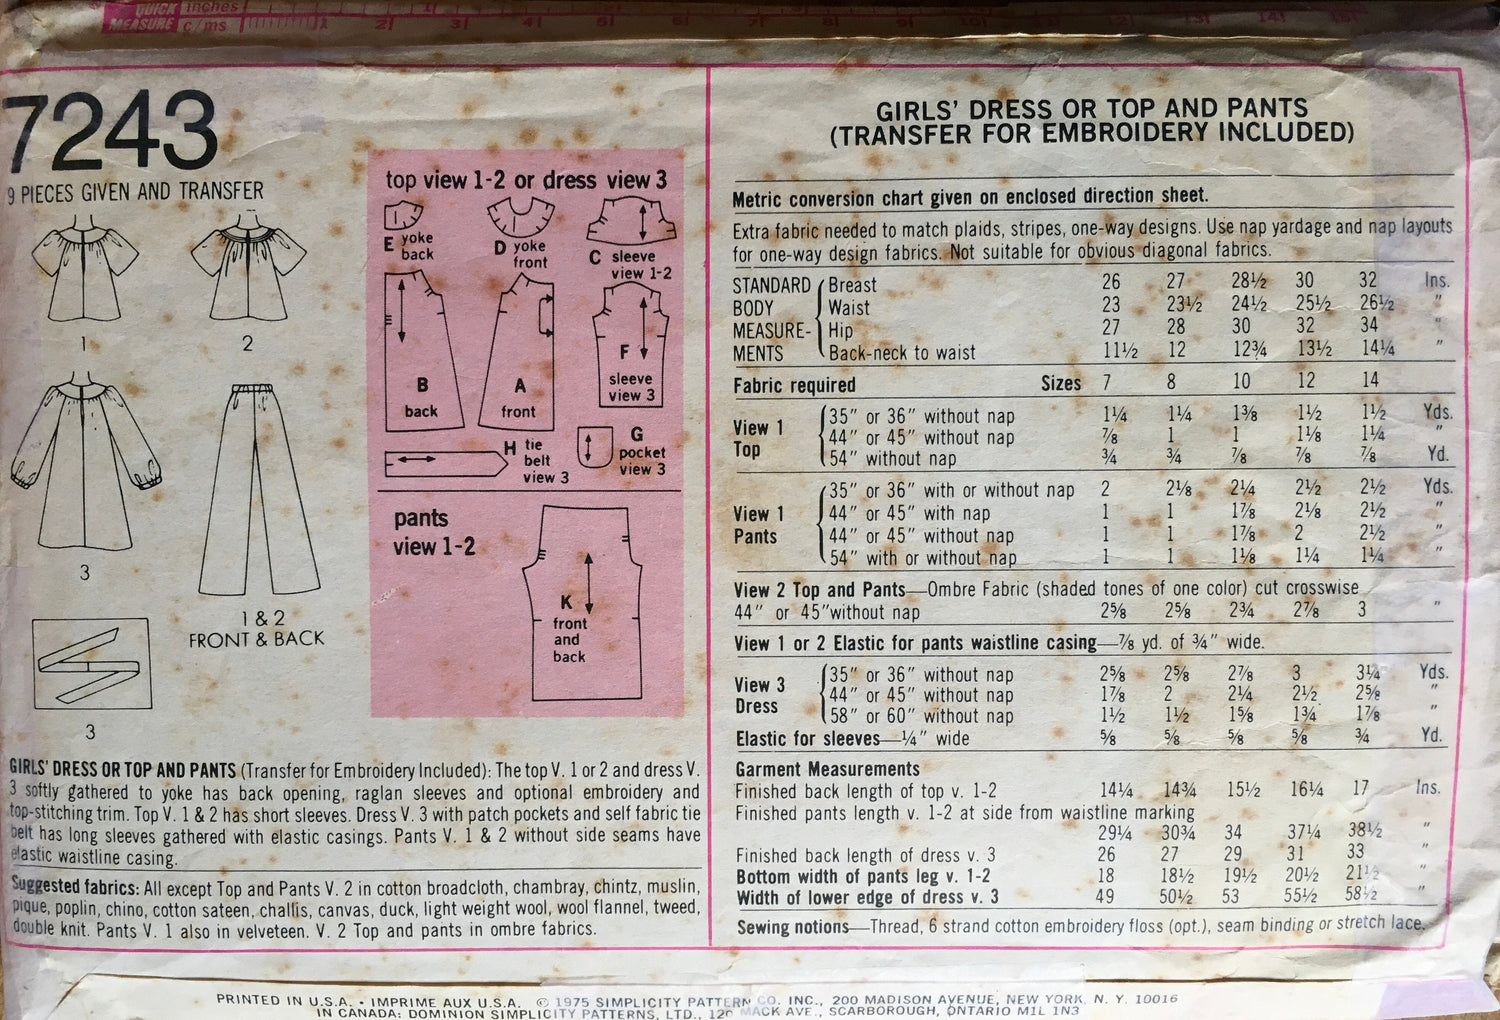 QUICK MEASURE inches c/ms 1 2 3 4 5 6 7 8 9 10 11 12 13 14 15
7243
9 PIECES GIVEN AND TRANSFER
1
2
3
1 & 2
FRONT & BACK
3
top view 1-2 or dress view 3
E yoke back
D yoke front
C sleeve view 1-2
B back
A front
F sleeve view 3
H tie belt view 3
G pocket view 3
pants
view 1-2
K front and back
GIRLS' DRESS OR TOP AND PANTS (Transfer for Embroidery Included): The top V. 1 or 2 and dress V.
3 softly gathered to yoke has back opening, raglan sleeves and optional embroidery and
top-stitching trim. Top V. 1 & 2 has short sleeves. Dress V. 3 with patch pockets and self fabric tie
belt has long sleeves gathered with elastic casings. Pants V. 1 & 2 without side seams have
elastic waistline casing.
Suggested fabrics: All except Top and Pants V. 2 in cotton broadcloth, chambray, chintz, muslin,
pique, poplin, chino, cotton sateen, challis, canvas, duck, light weight wool, wool flannel, tweed,
double knit. Pants V. 1 also in velveteen. V. 2 Top and pants in ombre fabrics.
GIRLS' DRESS OR TOP AND PANTS
(TRANSFER FOR EMBROIDERY INCLUDED)
Metric conversion chart given on enclosed direction sheet.
Extra fabric needed to match plaids, stripes, one-way designs. Use nap yardage and nap layouts
for one-way design fabrics. Not suitable for obvious diagonal fabrics.
STANDARD Breast 26 27 28½ 30 32 Ins.
BODY Waist 23 23½ 24½ 25½ 26½ "
MEASURE- Hip 27 28 30 32 34 "
MENTS Back-neck to waist 11½ 12 12¾ 13½ 14¼ "
Fabric required Sizes 7 8 10 12 14
View 1 Top
35" or 36" without nap 1¼ 1¼ 1⅜ 1½ 1½ Yds.
44" or 45" without nap ⅞ 1 1 1⅛ 1¼ "
54" without nap ¾ ¾ ⅞ ⅞ ⅞ Yd.
View 1 Pants
35" or 36" with or without nap 2 2⅛ 2¼ 2½ 2½ Yds.
44" or 45" with nap 1 1 1⅞ 2⅛ 2½ "
44" or 45" without nap 1 1 1⅞ 2 2½ "
54" with or without nap 1 1 1⅛ 1¼ 1¼ "
View 2 Top and Pants—Ombre Fabric (shaded tones of one color) cut crosswise
44" or 45"without nap 2⅝ 2⅝ 2¾ 2⅞ 3 "
View 1 or 2 Elastic for pants waistline casing—⅞ yd. of ¾" wide.
View 3 Dress
35" or 36" without nap 2⅝ 2⅝ 2⅞ 3 3¼ Yds.
44" or 45" without nap 1⅞ 2 2¼ 2½ 2⅝ "
58" or 60" without nap 1½ 1½ 1⅝ 1¾ 1⅞ "
Elastic for sleeves—¼" wide ⅝ ⅝ ⅝ ⅝ ¾ Yd.
Garment Measurements
Finished back length of top v. 1-2 14¼ 14¾ 15½ 16¼ 17 Ins.
Finished pants length v. 1-2 at side from waistline marking
29¼ 30¾ 34 37¼ 38½ "
Finished back length of dress v. 3 26 27 29 31 33 "
Bottom width of pants leg v. 1-2 18 18½ 19½ 20½ 21½ "
Width of lower edge of dress v. 3 49 50½ 53 55½ 58½ "
Sewing notions—Thread, 6 strand cotton embroidery floss (opt.), seam binding or stretch lace.
PRINTED IN U.S.A. • IMPRIME AUX U.S.A. © 1975 SIMPLICITY PATTERN CO. INC., 200 MADISON AVENUE, NEW YORK, N. Y. 10016
IN CANADA: DOMINION SIMPLICITY PATTERNS, LTD., MACK AVE., SCARBOROUGH, ONTARIO M1L 1N3